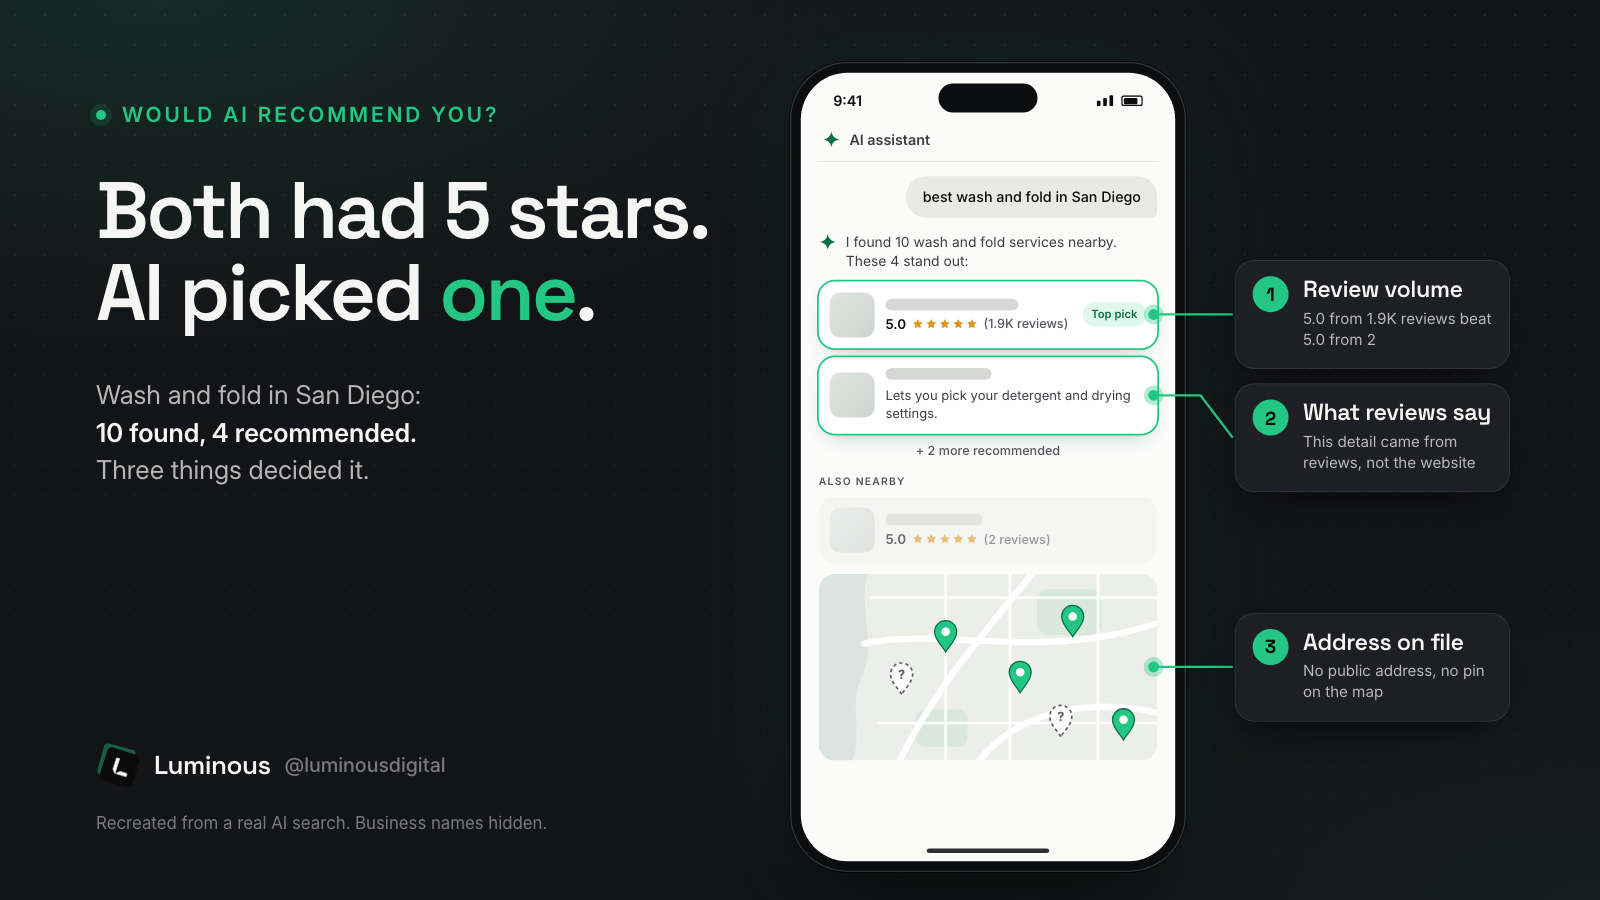 WOULD AI RECOMMEND YOU?
Both had 5 stars.
AI picked one.
Wash and fold in San Diego:
10 found, 4 recommended.
Three things decided it.
Luminous @luminousdigital
Recreated from a real AI search. Business names hidden.
9:41
AI assistant
best wash and fold in San Diego
I found 10 wash and fold services nearby.
These 4 stand out:
5.0 ★★★★★ (1.9K reviews) Top pick
Lets you pick your detergent and drying
settings.
+ 2 more recommended
ALSO NEARBY
5.0 ★★★★★ (2 reviews)
?
?
1 Review volume
5.0 from 1.9K reviews beat
5.0 from 2
2 What reviews say
This detail came from
reviews, not the website
3 Address on file
No public address, no pin
on the map